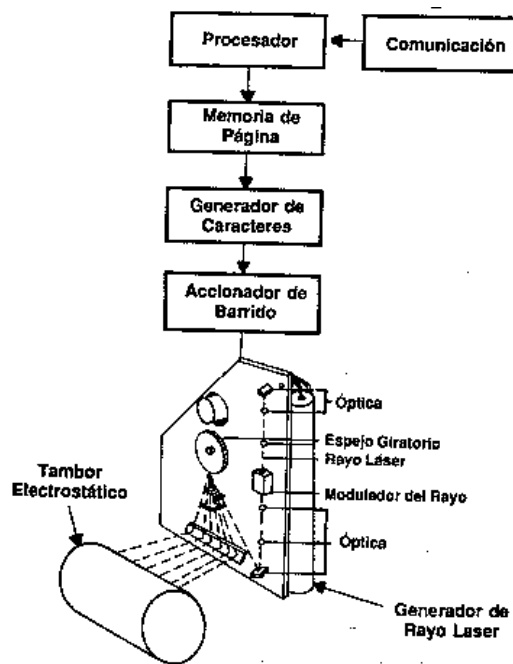 Procesador
Comunicación
Memoria de
Página
Generador de
Caracteres
Accionador de
Barrido
Óptica
Espejo Giratorio
Rayo Láser
Modulador del Rayo
Óptica
Tambor
Electrostático
Generador de
Rayo Laser